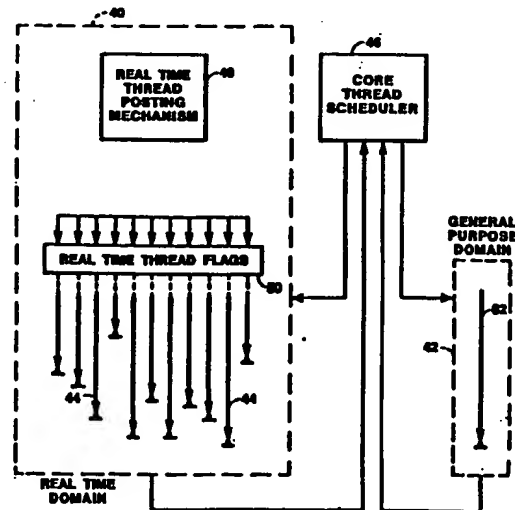 40
REAL TIME
THREAD
POSTING
MECHANISM
48
46
CORE
THREAD
SCHEDULER
REAL TIME THREAD FLAGS
50
GENERAL
PURPOSE
DOMAIN
52
42
44
44
REAL TIME
DOMAIN